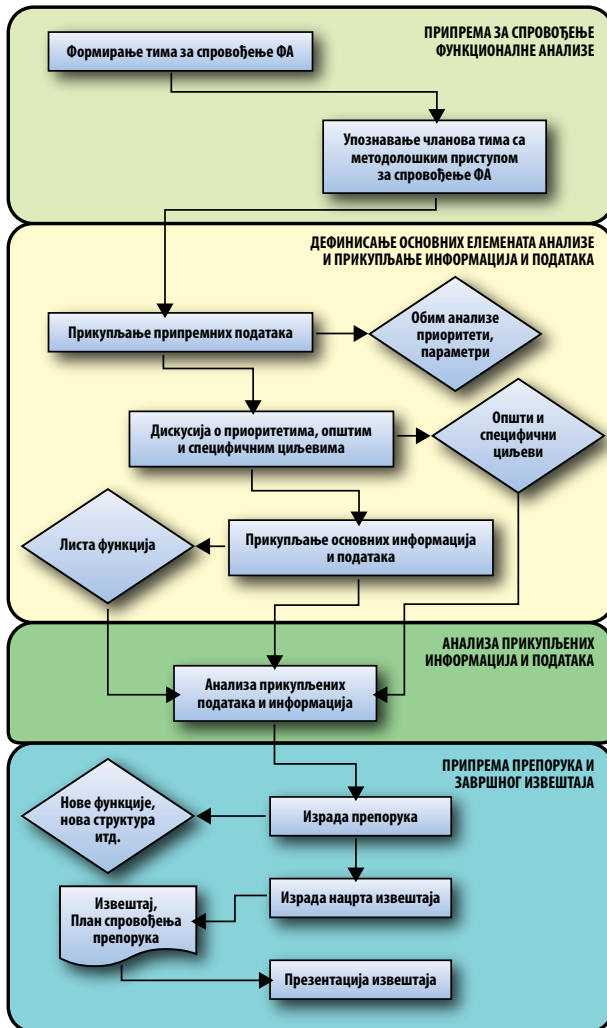 ПРИПРЕМА ЗА СПРОВОЂЕЊЕ
ФУНКЦИОНАЛНЕ АНАЛИЗЕ
Формирање тима за спровођење ФА
Упознавање чланова тима са
методолошким приступом
за спровођење ФА
ДЕФИНИСАЊЕ ОСНОВНИХ ЕЛЕМЕНАТА АНАЛИЗЕ
И ПРИКУПЉАЊЕ ИНФОРМАЦИЈА И ПОДАТАКА
Прикупљање припремних података
Обим анализе
приоритети,
параметри
Дискусија о приоритетима, општим
и специфичним циљевима
Општи и
специфични
циљеви
Листа функција
Прикупљање основних информација
и података
АНАЛИЗА ПРИКУПЉЕНИХ
ИНФОРМАЦИЈА И ПОДАТАКА
Анализа прикупљених
података и информација
ПРИПРЕМА ПРЕПОРУКА И
ЗАВРШНОГ ИЗВЕШТАЈА
Нове функције,
нова структура
итд.
Израда препорука
Извештај,
План спровођења
препорука
Израда нацрта извештаја
Презентација извештаја